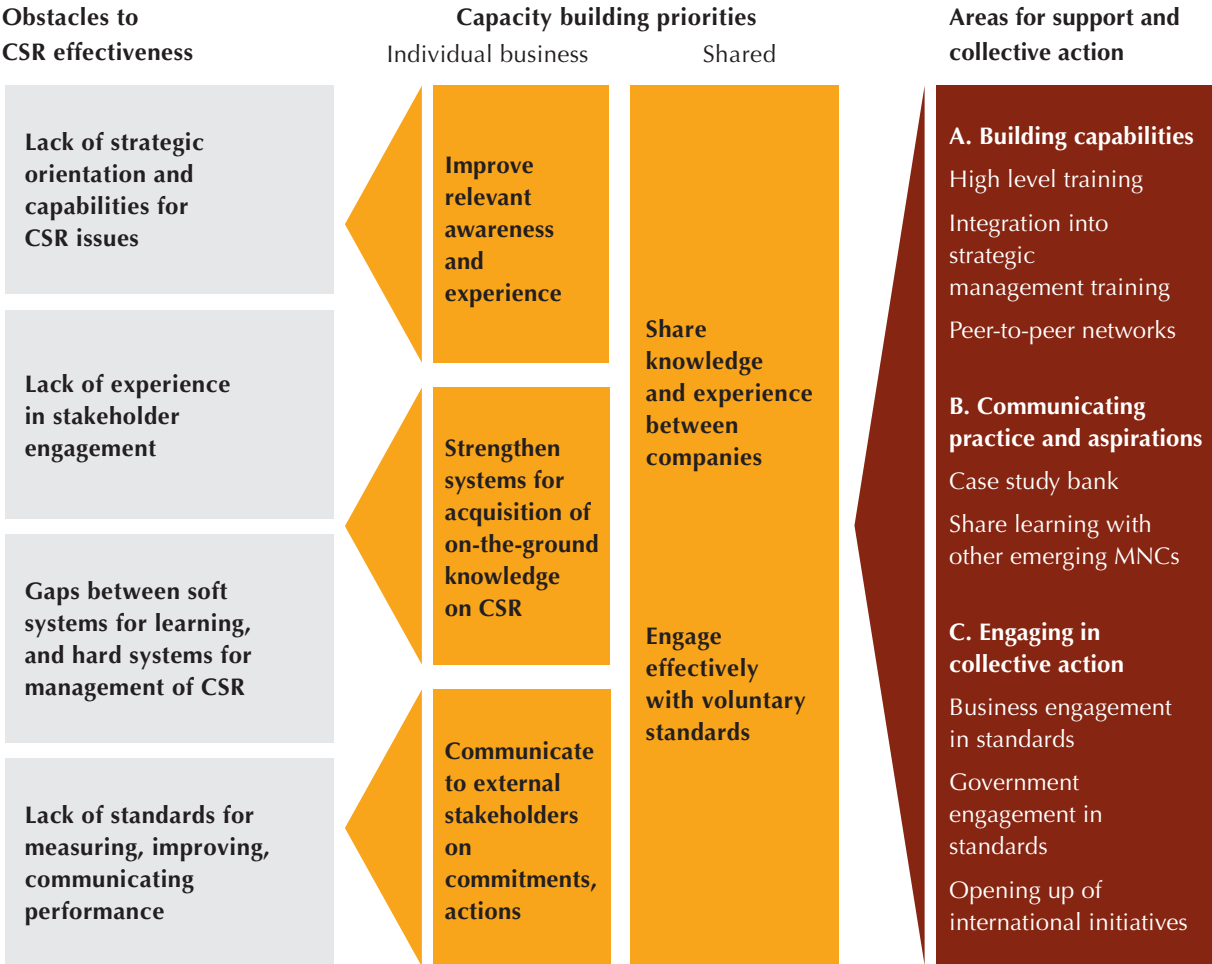 Obstacles to
CSR effectiveness
Capacity building priorities
Individual business
Shared
Areas for support and
collective action
Lack of strategic
orientation and
capabilities for
CSR issues
Lack of experience
in stakeholder
engagement
Gaps between soft
systems for learning,
and hard systems for
management of CSR
Lack of standards for
measuring, improving,
communicating
performance
Improve
relevant
awareness
and
experience
Strengthen
systems for
acquisition of
on-the-ground
knowledge
on CSR
Communicate
to external
stakeholders
on
commitments,
actions
Share
knowledge
and experience
between
companies
Engage
effectively
with voluntary
standards
A. Building capabilities
High level training
Integration into
strategic
management training
Peer-to-peer networks
B. Communicating
practice and aspirations
Case study bank
Share learning with
other emerging MNCs
C. Engaging in
collective action
Business engagement
in standards
Government
engagement in
standards
Opening up of
international initiatives